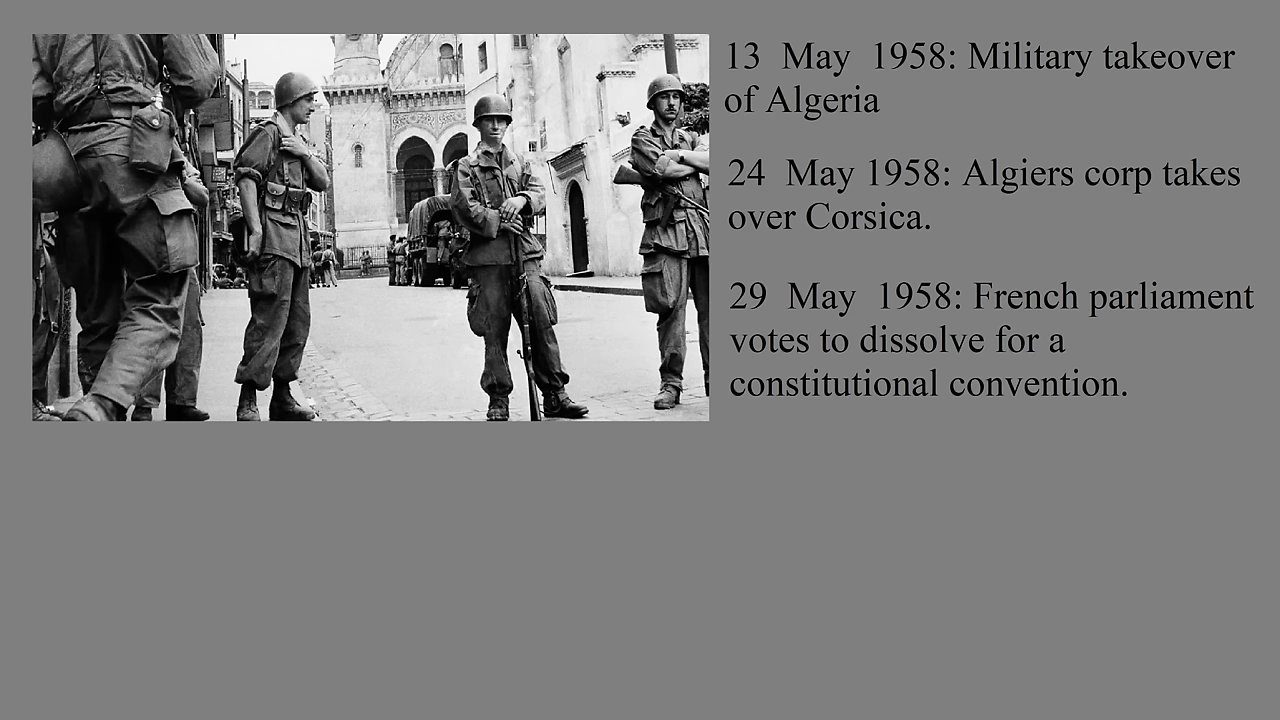 13 May 1958: Military takeover
of Algeria
24 May 1958: Algiers corp takes
over Corsica.
29 May 1958: French parliament
votes to dissolve for a
constitutional convention.